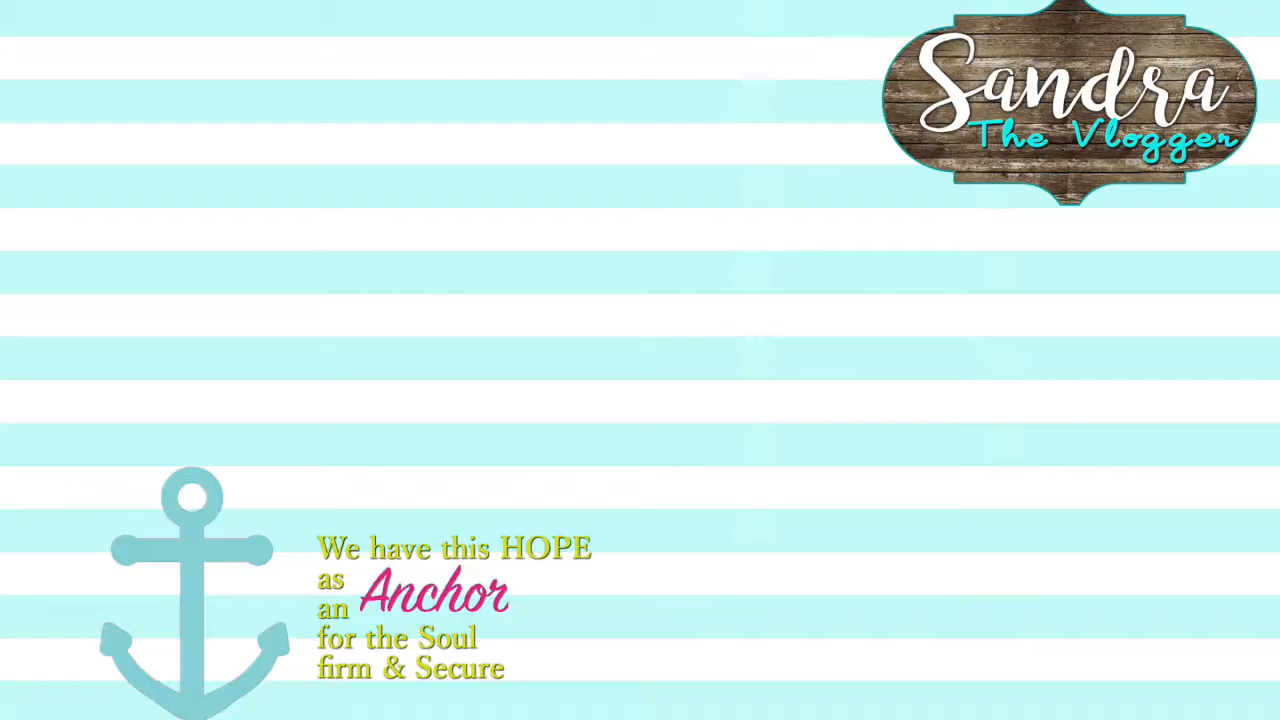 Sandra
The Vlogger
We have this HOPE
as
an Anchor
for the Soul
firm & Secure